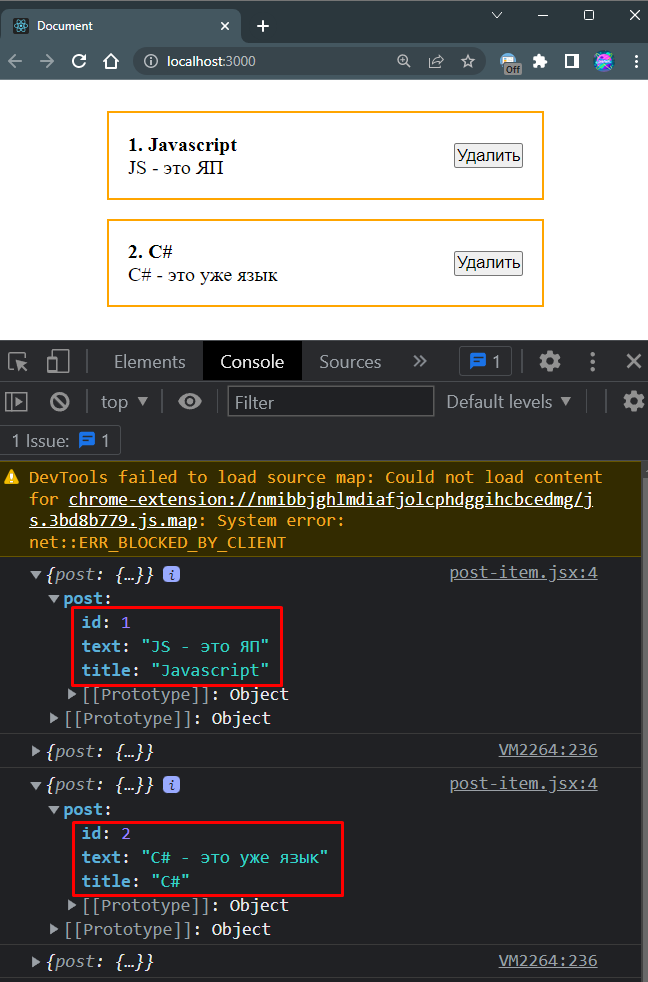 Document
localhost:3000
Off
1. Javascript
JS - это ЯП
Удалить
2. C#
C# - это уже язык
Удалить
Elements Console Sources 1
top Filter Default levels
1 Issue: 1
DevTools failed to load source map: Could not load content
for chrome-extension://nmibbjghlmdiafjolcphdggihcbcedmg/j
s.3bd8b779.js.map: System error:
net::ERR_BLOCKED_BY_CLIENT
{post: {…}} i post-item.jsx:4
post:
id: 1
text: "JS - это ЯП"
title: "Javascript"
[[Prototype]]: Object
[[Prototype]]: Object
{post: {…}} VM2264:236
{post: {…}} i post-item.jsx:4
post:
id: 2
text: "C# - это уже язык"
title: "C#"
[[Prototype]]: Object
[[Prototype]]: Object
{post: {…}} VM2264:236